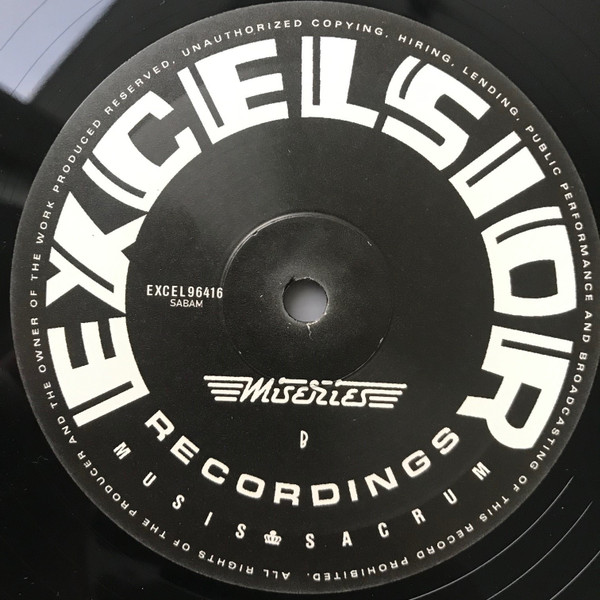 EXCELSIOR
RECORDINGS
MUSIS SACRUM
EXCEL96416
SABAM
Miseries
B
ALL RIGHTS OF THE PRODUCER AND THE OWNER OF THE WORK PRODUCED RESERVED. UNAUTHORIZED COPYING, HIRING, LENDING, PUBLIC PERFORMANCE AND BROADCASTING OF THIS RECORD PROHIBITED.